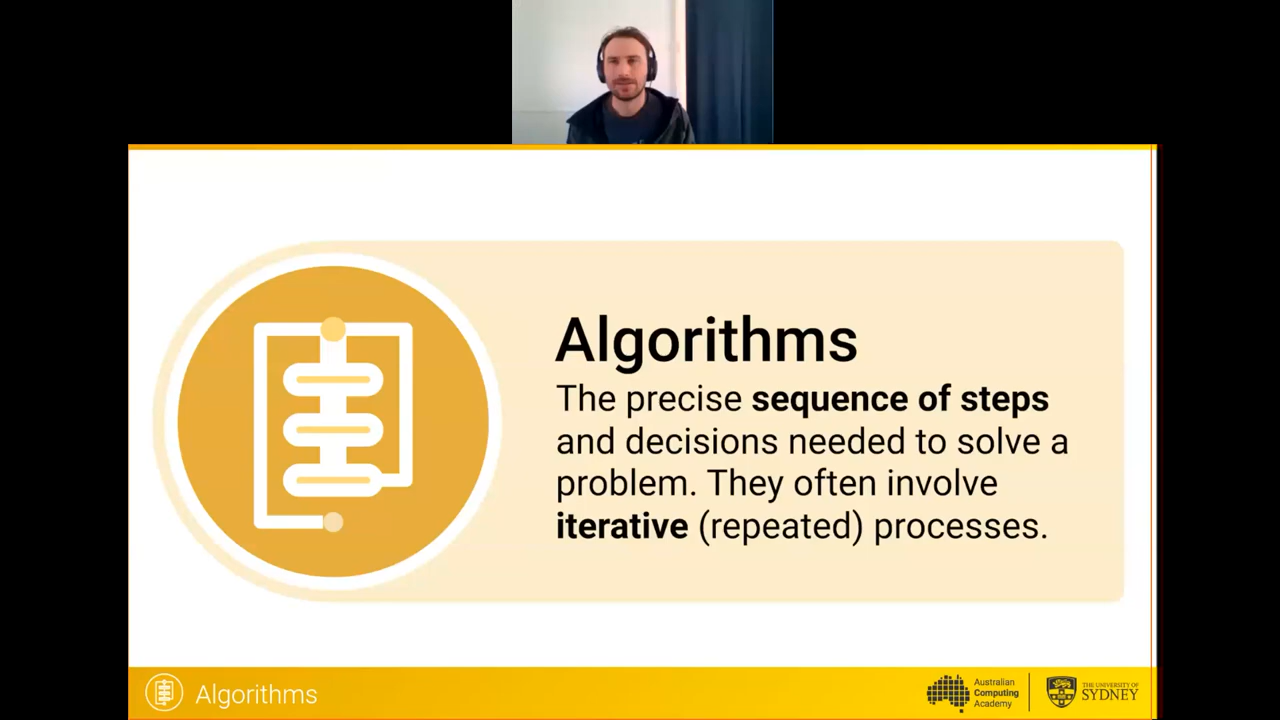 Algorithms
The precise sequence of steps
and decisions needed to solve a
problem. They often involve
iterative (repeated) processes.
Algorithms
Australian
Computing
Academy
THE UNIVERSITY OF
SYDNEY